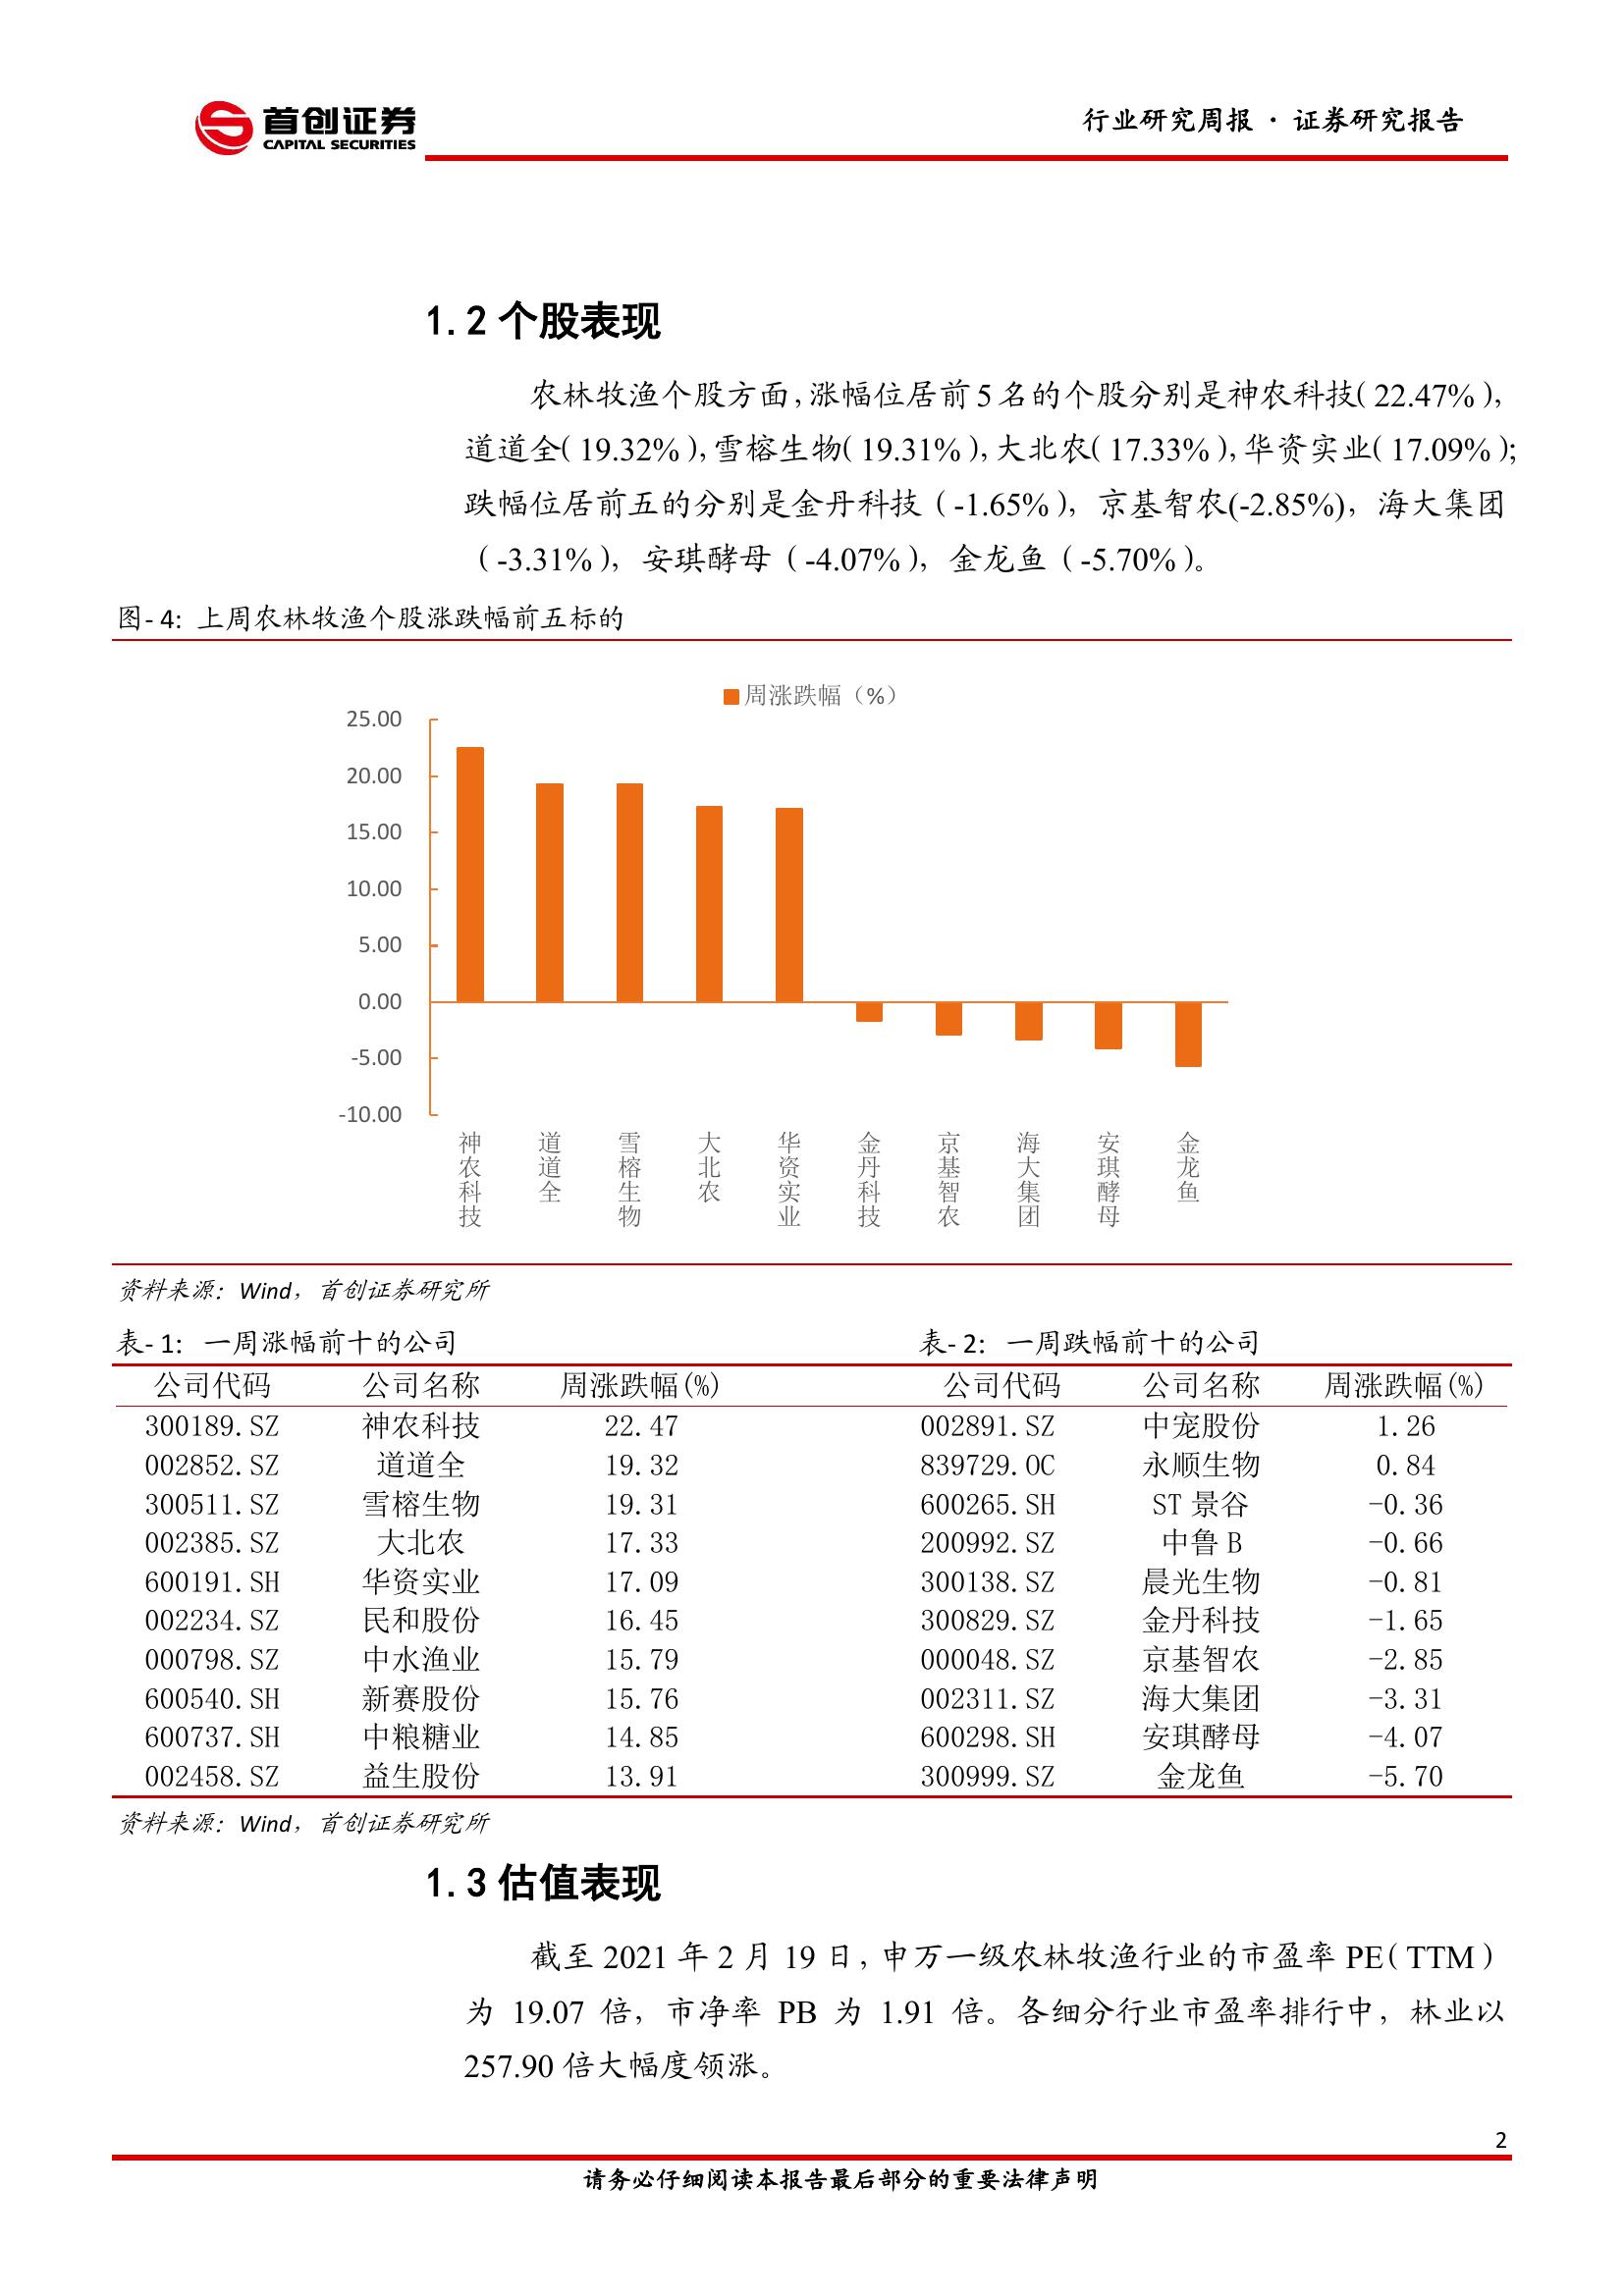 首创证券
CAPITAL SECURITIES
行业研究周报 · 证券研究报告
1.2 个股表现
农林牧渔个股方面，涨幅位居前 5 名的个股分别是神农科技（22.47%），
道道全（19.32%），雪榕生物（19.31%），大北农（17.33%），华资实业（17.09%）；
跌幅位居前五的分别是金丹科技（-1.65%），京基智农(-2.85%)，海大集团
（-3.31%），安琪酵母（-4.07%），金龙鱼（-5.70%）。
图- 4: 上周农林牧渔个股涨跌幅前五标的
周涨跌幅（%）
25.00
20.00
15.00
10.00
5.00
0.00
-5.00
-10.00
神农科技
道道全
雪榕生物
大北农
华资实业
金丹科技
京基智农
海大集团
安琪酵母
金龙鱼
资料来源：Wind，首创证券研究所
表- 1: 一周涨幅前十的公司
公司代码 公司名称 周涨跌幅(%)
300189.SZ 神农科技 22.47
002852.SZ 道道全 19.32
300511.SZ 雪榕生物 19.31
002385.SZ 大北农 17.33
600191.SH 华资实业 17.09
002234.SZ 民和股份 16.45
000798.SZ 中水渔业 15.79
600540.SH 新赛股份 15.76
600737.SH 中粮糖业 14.85
002458.SZ 益生股份 13.91
表- 2: 一周跌幅前十的公司
公司代码 公司名称 周涨跌幅(%)
002891.SZ 中宠股份 1.26
839729.OC 永顺生物 0.84
600265.SH ST 景谷 -0.36
200992.SZ 中鲁 B -0.66
300138.SZ 晨光生物 -0.81
300829.SZ 金丹科技 -1.65
000048.SZ 京基智农 -2.85
002311.SZ 海大集团 -3.31
600298.SH 安琪酵母 -4.07
300999.SZ 金龙鱼 -5.70
资料来源：Wind，首创证券研究所
1.3 估值表现
截至 2021 年 2 月 19 日，申万一级农林牧渔行业的市盈率 PE（TTM）
为 19.07 倍，市净率 PB 为 1.91 倍。各细分行业市盈率排行中，林业以
257.90 倍大幅度领涨。
2
请务必仔细阅读本报告最后部分的重要法律声明